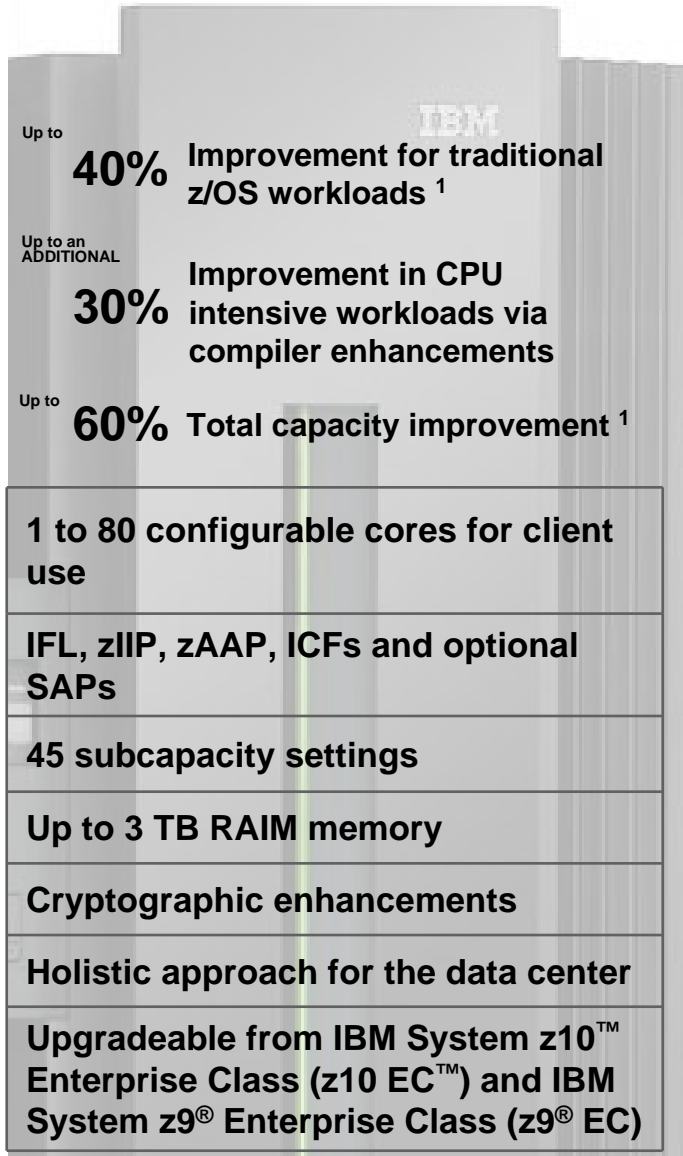 IBM
Up to
40% Improvement for traditional
z/OS workloads 1
Up to an
ADDITIONAL
30% Improvement in CPU
intensive workloads via
compiler enhancements
Up to
60% Total capacity improvement 1
1 to 80 configurable cores for client
use
IFL, zIIP, zAAP, ICFs and optional
SAPs
45 subcapacity settings
Up to 3 TB RAIM memory
Cryptographic enhancements
Holistic approach for the data center
Upgradeable from IBM System z10™
Enterprise Class (z10 EC™) and IBM
System z9® Enterprise Class (z9® EC)